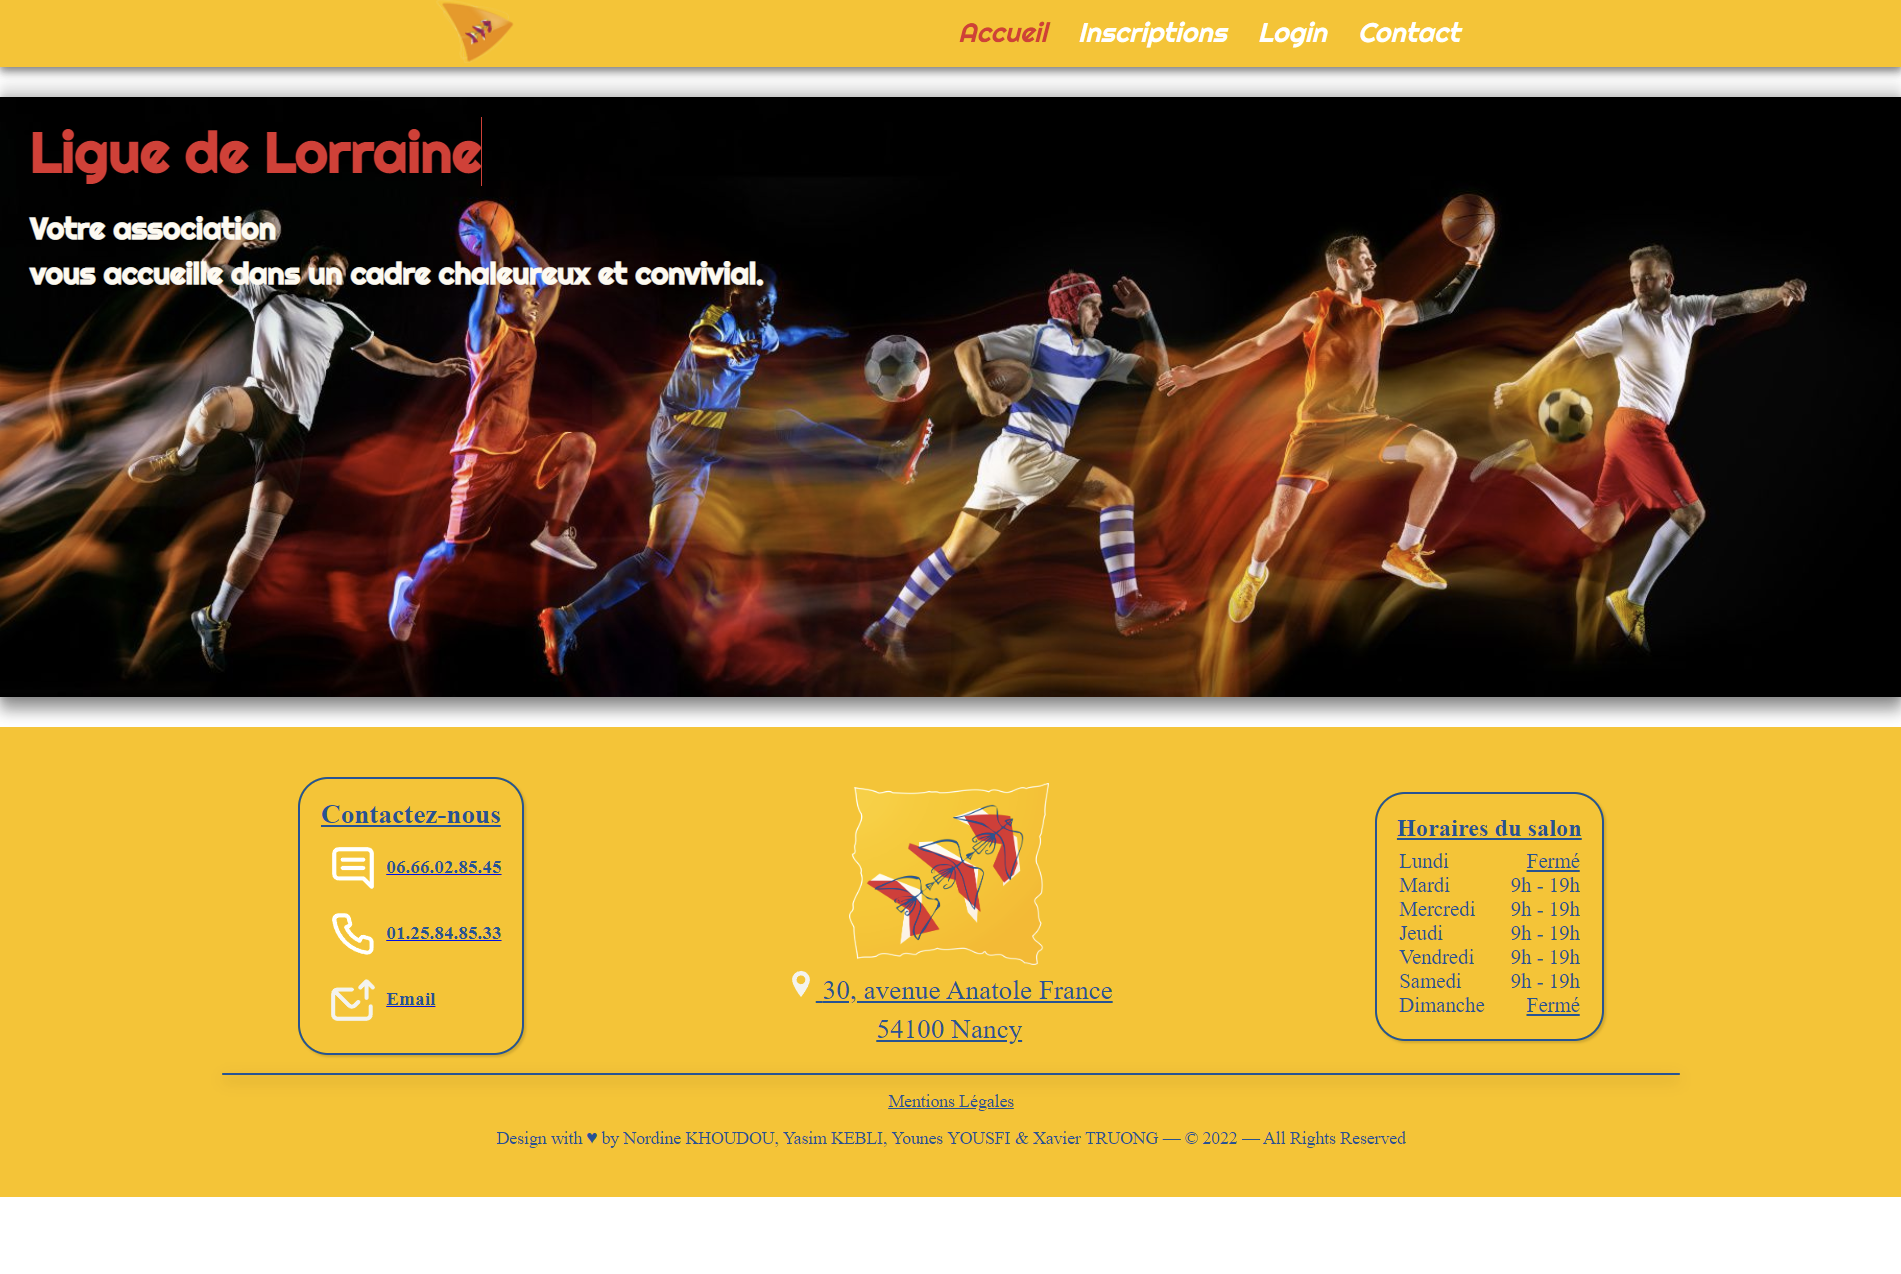 Accueil Inscriptions Login Contact
Ligue de Lorraine
Votre association
vous accueille dans un cadre chaleureux et convivial.
Contactez-nous
06.66.02.85.45
01.25.84.85.33
Email
30, avenue Anatole France
54100 Nancy
Horaires du salon
Lundi Fermé
Mardi 9h - 19h
Mercredi 9h - 19h
Jeudi 9h - 19h
Vendredi 9h - 19h
Samedi 9h - 19h
Dimanche Fermé
Mentions Légales
Design with ♥ by Nordine KHOUDOU, Yasim KEBLI, Younes YOUSFI & Xavier TRUONG — © 2022 — All Rights Reserved